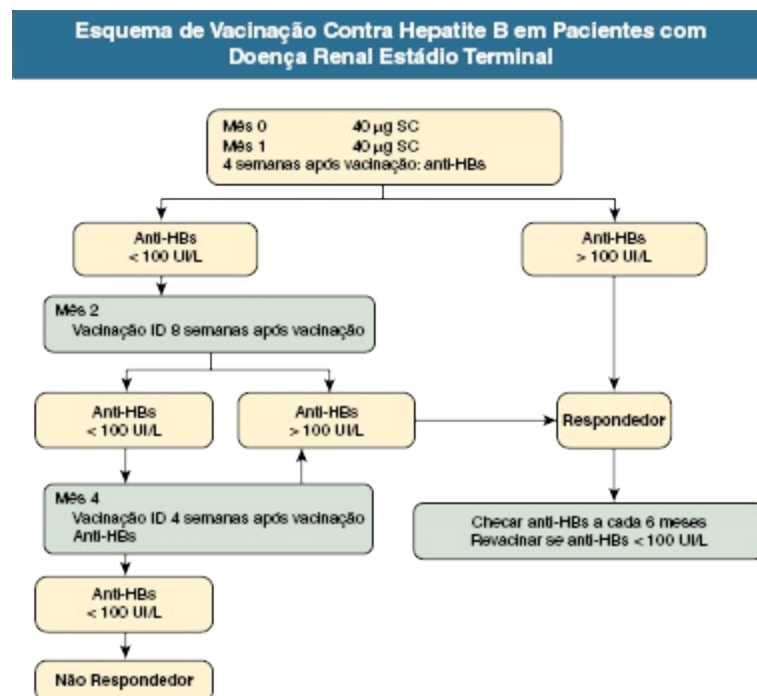 Esquema de Vacinação Contra Hepatite B em Pacientes com
Doença Renal Estádio Terminal
Mês 0 40 µg SC
Mês 1 40 µg SC
4 semanas após vacinação: anti-HBs
Anti-HBs
< 100 UI/L
Anti-HBs
> 100 UI/L
Mês 2
Vacinação ID 8 semanas após vacinação
Anti-HBs
< 100 UI/L
Anti-HBs
> 100 UI/L
Respondedor
Mês 4
Vacinação ID 4 semanas após vacinação
Anti-HBs
Checar anti-HBs a cada 6 meses
Revacinar se anti-HBs < 100 UI/L
Anti-HBs
< 100 UI/L
Não Respondedor